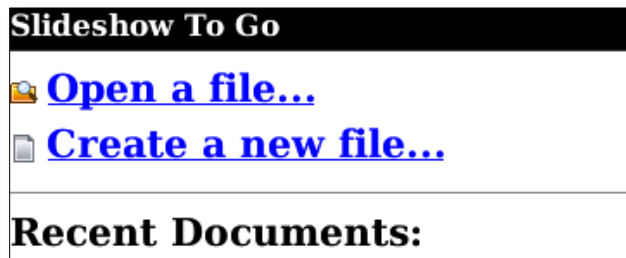 Slideshow To Go
Open a file...
Create a new file...
Recent Documents: